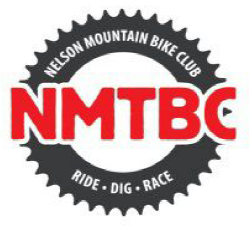 NELSON MOUNTAIN BIKE CLUB
NMTBC
RIDE • DIG • RACE